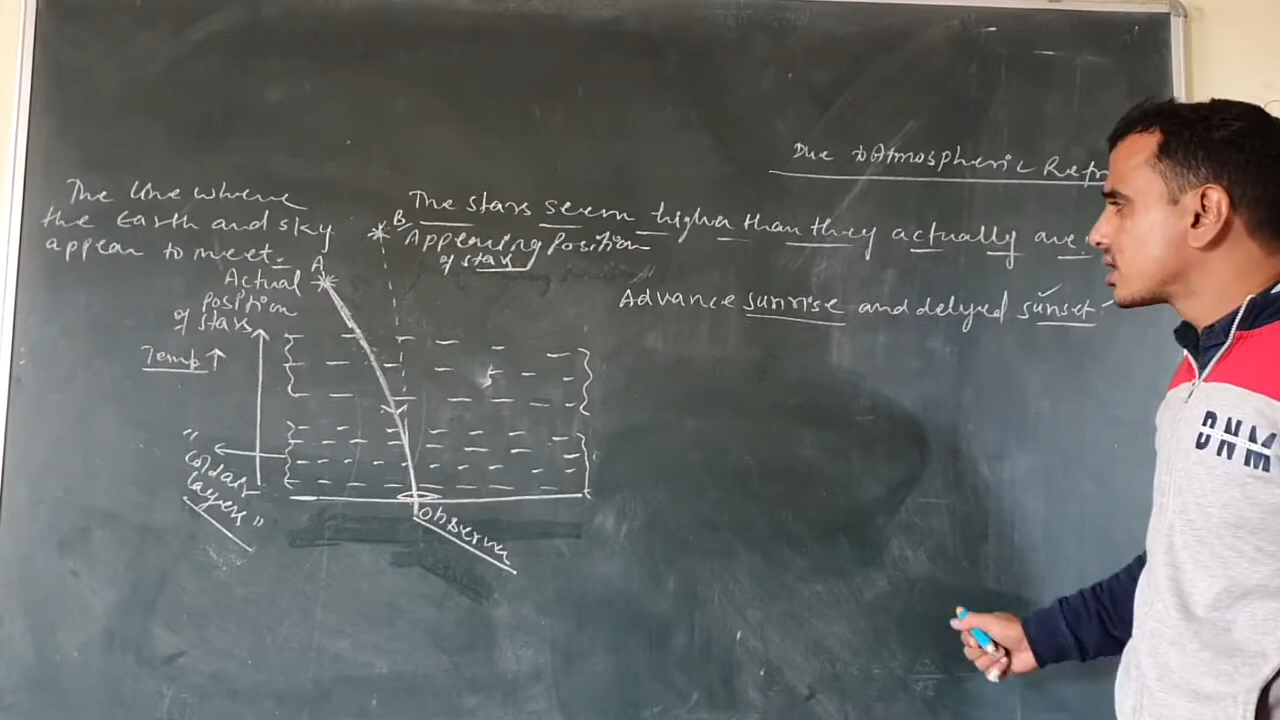 Due to Atmospheric Refr
The line where
the Earth and sky
appear to meet.
The stars seem higher than they actually are.
B
Appearing Position
of stars
A
Actual
position
of stars
Advance sunrise and delyed sunset
Temp ↑
"Coldair
layers"
observer
DNM